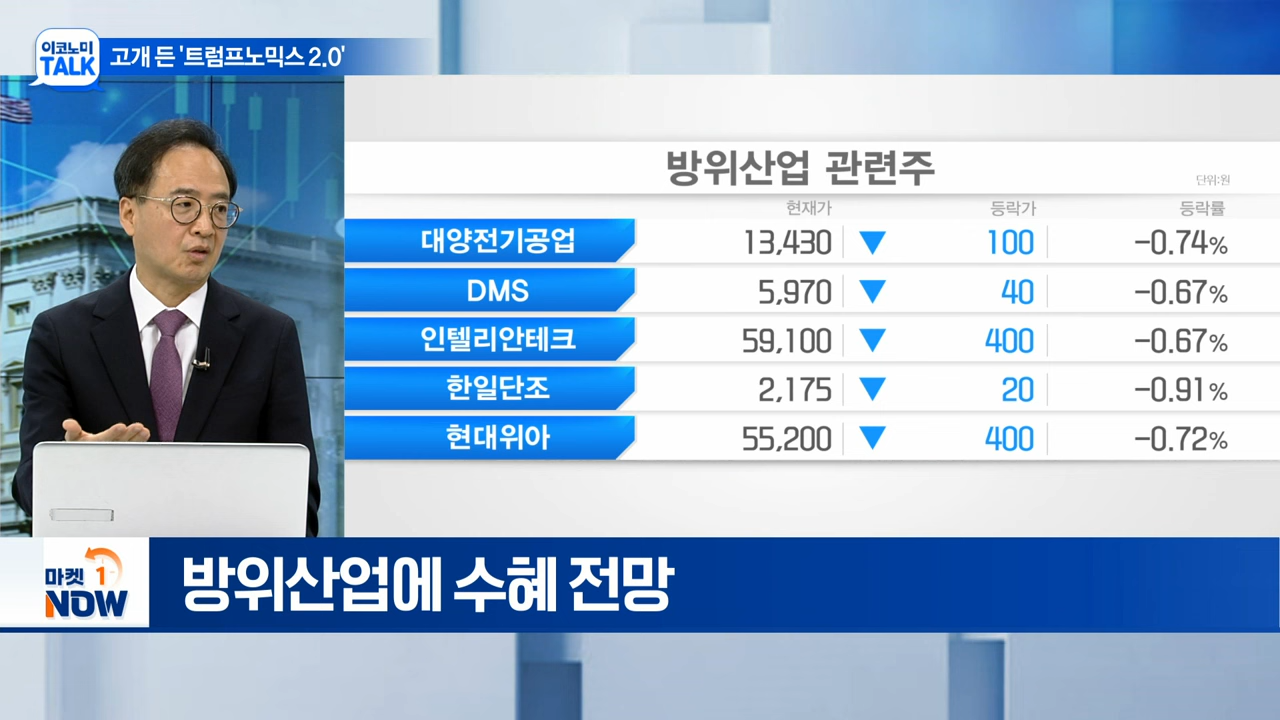 이코노미
TALK
고개 든 '트럼프노믹스 2.0'
방위산업 관련주
단위:원
현재가 등락가 등락률
대양전기공업 13,430 ▼ 100 -0.74%
DMS 5,970 ▼ 40 -0.67%
인텔리안테크 59,100 ▼ 400 -0.67%
한일단조 2,175 ▼ 20 -0.91%
현대위아 55,200 ▼ 400 -0.72%
마켓 1
NOW
방위산업에 수혜 전망